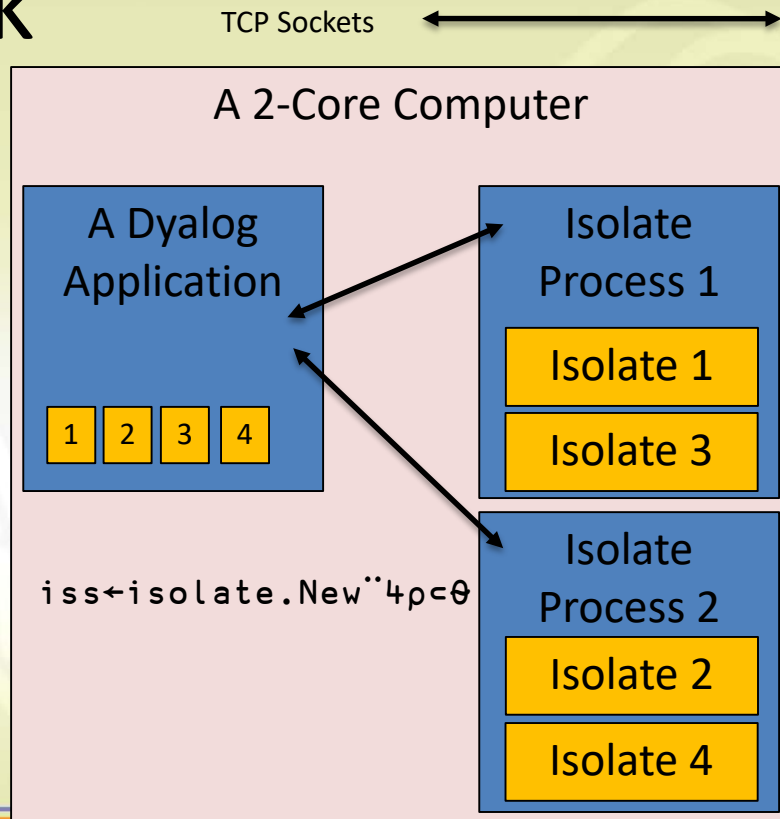 K
TCP Sockets
A 2-Core Computer
A Dyalog
Application
1 2 3 4
Isolate
Process 1
Isolate 1
Isolate 3
iss←isolate.New¨4⍴⊂⍬
Isolate
Process 2
Isolate 2
Isolate 4